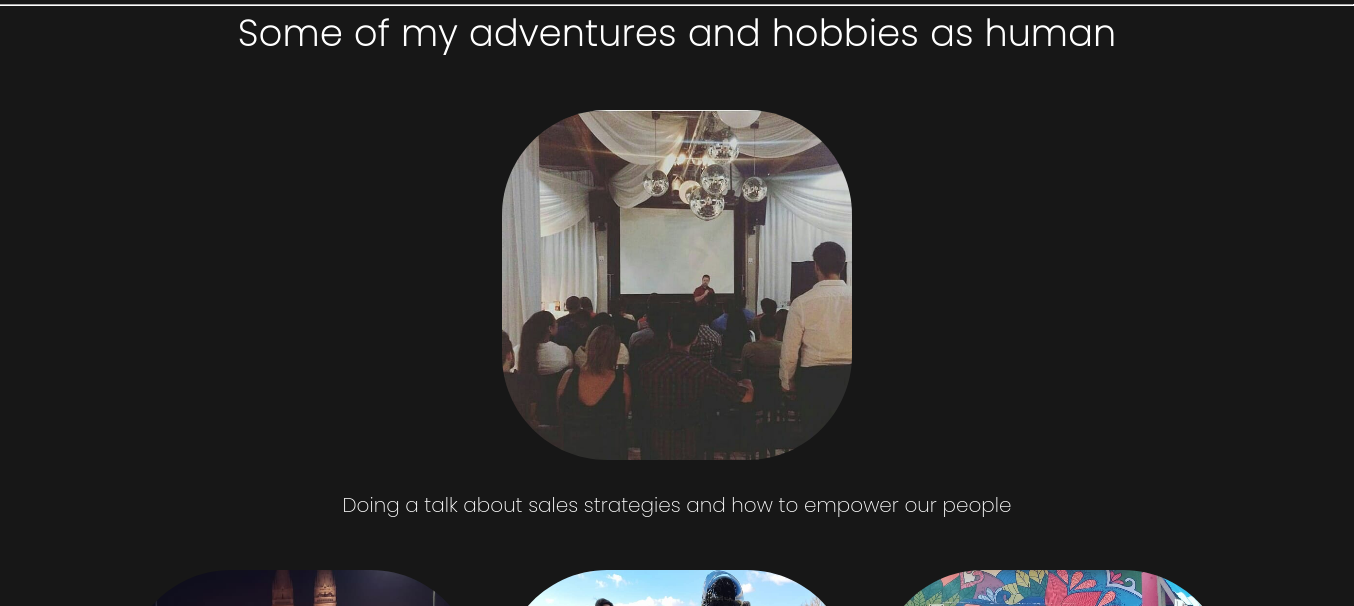 Some of my adventures and hobbies as human
Doing a talk about sales strategies and how to empower our people